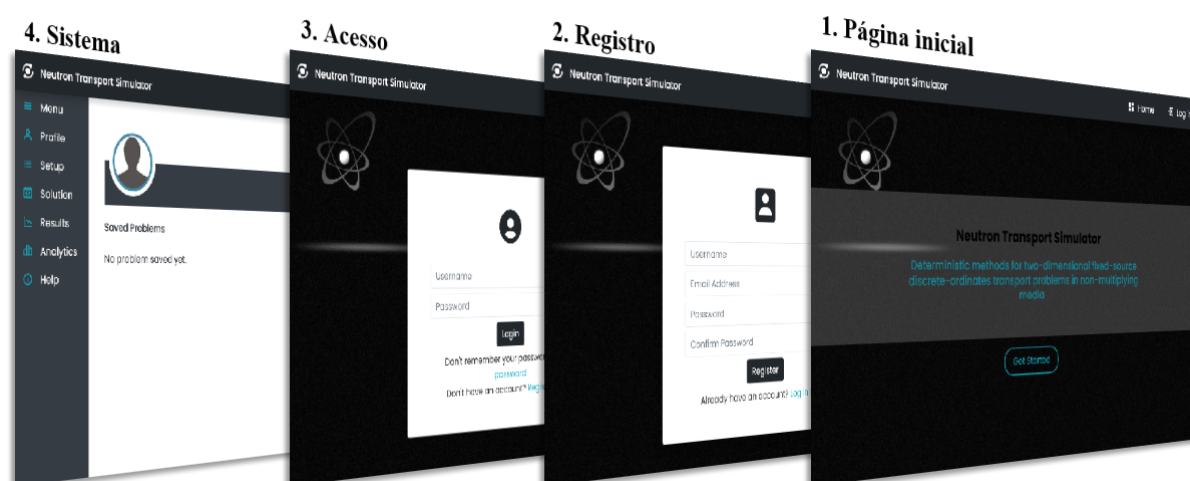 4. Sistema
Neutron Transport Simulator
Menu
Profile
Setup
Solution
Results
Analytics
Help
Saved Problems
No problem saved yet.
3. Acesso
Neutron Transport Simulator
Username
Password
Login
Don't remember your
password
Don't have an account?
2. Registro
Neutron Transport Simulator
Username
Email Address
Password
Confirm Password
Register
Already have an account? Log in
1. Página inicial
Neutron Transport Simulator
Home
Log
Neutron Transport Simulator
Deterministic methods for two-dimensional fixed-source
discrete-ordinates transport problems in non-multiplying
media
Get Started